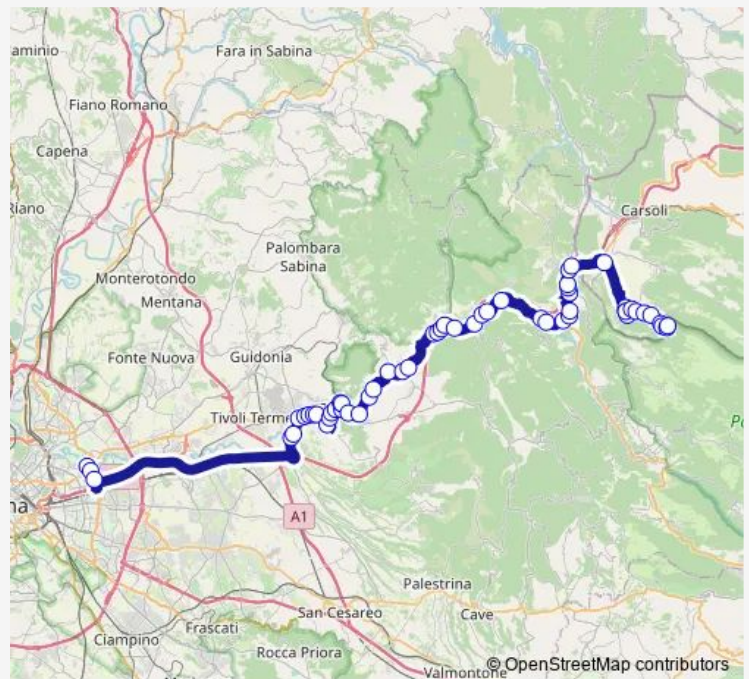 aminio
Fara in Sabina
Fiano Romano
Capena
Riano
Carsoli
Palombara
Sabina
Monterotondo
Mentana
Fonte Nuova
Guidonia
Tivoli Terme
na
A1
Palestrina
San Cesareo
Cave
Ciampino
Frascati
Rocca Priora
Valmontone
© OpenStreetMap contributors